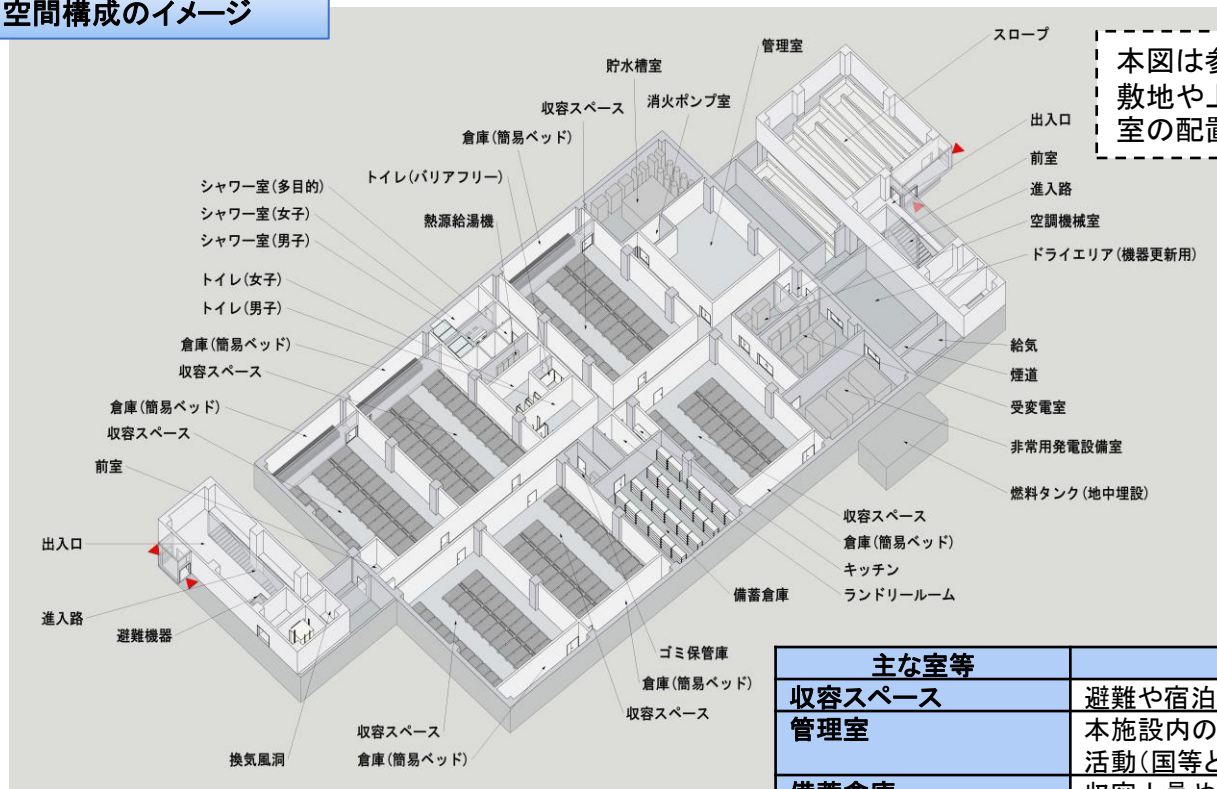 空間構成のイメージ
スロープ
管理室
貯水槽室
消火ポンプ室
収容スペース
倉庫(簡易ベッド)
トイレ(バリアフリー)
シャワー室(多目的)
シャワー室(女子)
シャワー室(男子)
熱源給湯機
トイレ(女子)
トイレ(男子)
倉庫(簡易ベッド)
収容スペース
倉庫(簡易ベッド)
収容スペース
前室
出入口
進入路
避難機器
換気風洞
収容スペース
倉庫(簡易ベッド)
本図は参
敷地や上
室の配置
出入口
前室
進入路
空調機械室
ドライエリア(機器更新用)
給気
煙道
受変電室
非常用発電設備室
燃料タンク(地中埋設)
収容スペース
倉庫(簡易ベッド)
キッチン
ランドリールーム
備蓄倉庫
ゴミ保管庫
倉庫(簡易ベッド)
収容スペース
主な室等
収容スペース 避難や宿泊
管理室 本施設内の
活動(国等と